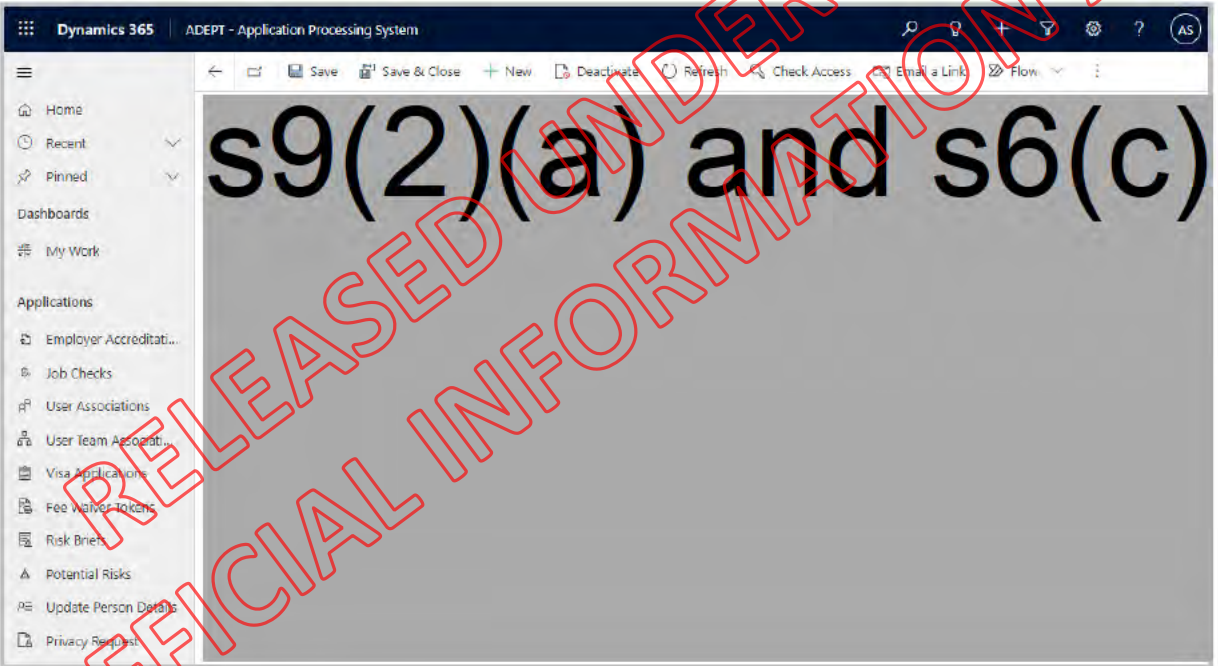 Dynamics 365 ADEPT - Application Processing System ? AS
Save Save & Close New Deactivate Refresh Check Access Email a Link Flow
Home
Recent
Pinned
Dashboards
My Work
Applications
Employer Accreditati...
Job Checks
User Associations
User Team Associati...
Visa Applications
Fee Waiver Tokens
Risk Briefs
Potential Risks
Update Person Details
Privacy Request
s9(2)(a) and s6(c)
RELEASED UNDER
OFFICIAL INFORMATION A